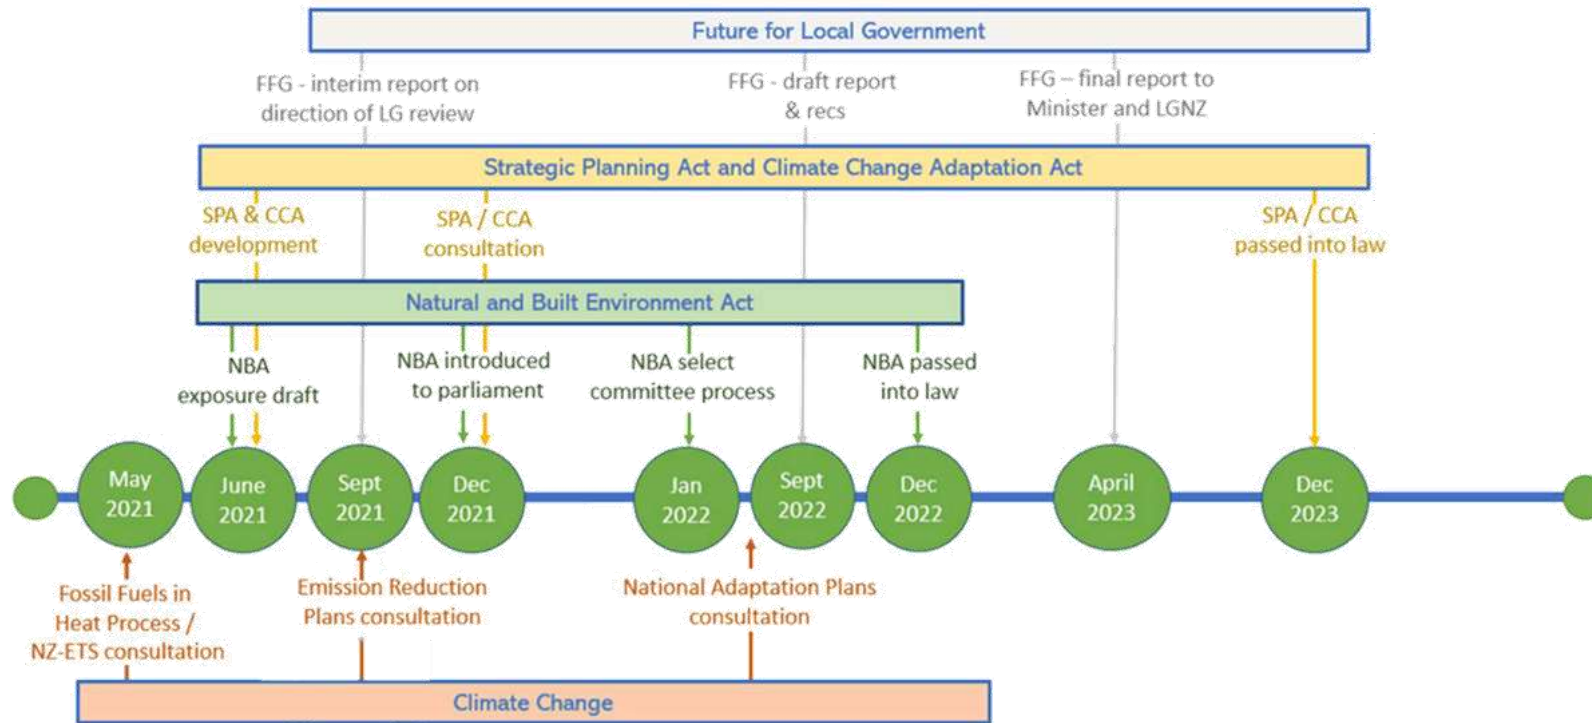 Future for Local Government
FFG - interim report on
direction of LG review
FFG - draft report
& recs
FFG – final report to
Minister and LGNZ
Strategic Planning Act and Climate Change Adaptation Act
SPA & CCA
development
SPA / CCA
consultation
SPA / CCA
passed into law
Natural and Built Environment Act
NBA
exposure draft
NBA introduced
to parliament
NBA select
committee process
NBA passed
into law
May
2021
June
2021
Sept
2021
Dec
2021
Jan
2022
Sept
2022
Dec
2022
April
2023
Dec
2023
Fossil Fuels in
Heat Process /
NZ-ETS consultation
Emission Reduction
Plans consultation
National Adaptation Plans
consultation
Climate Change